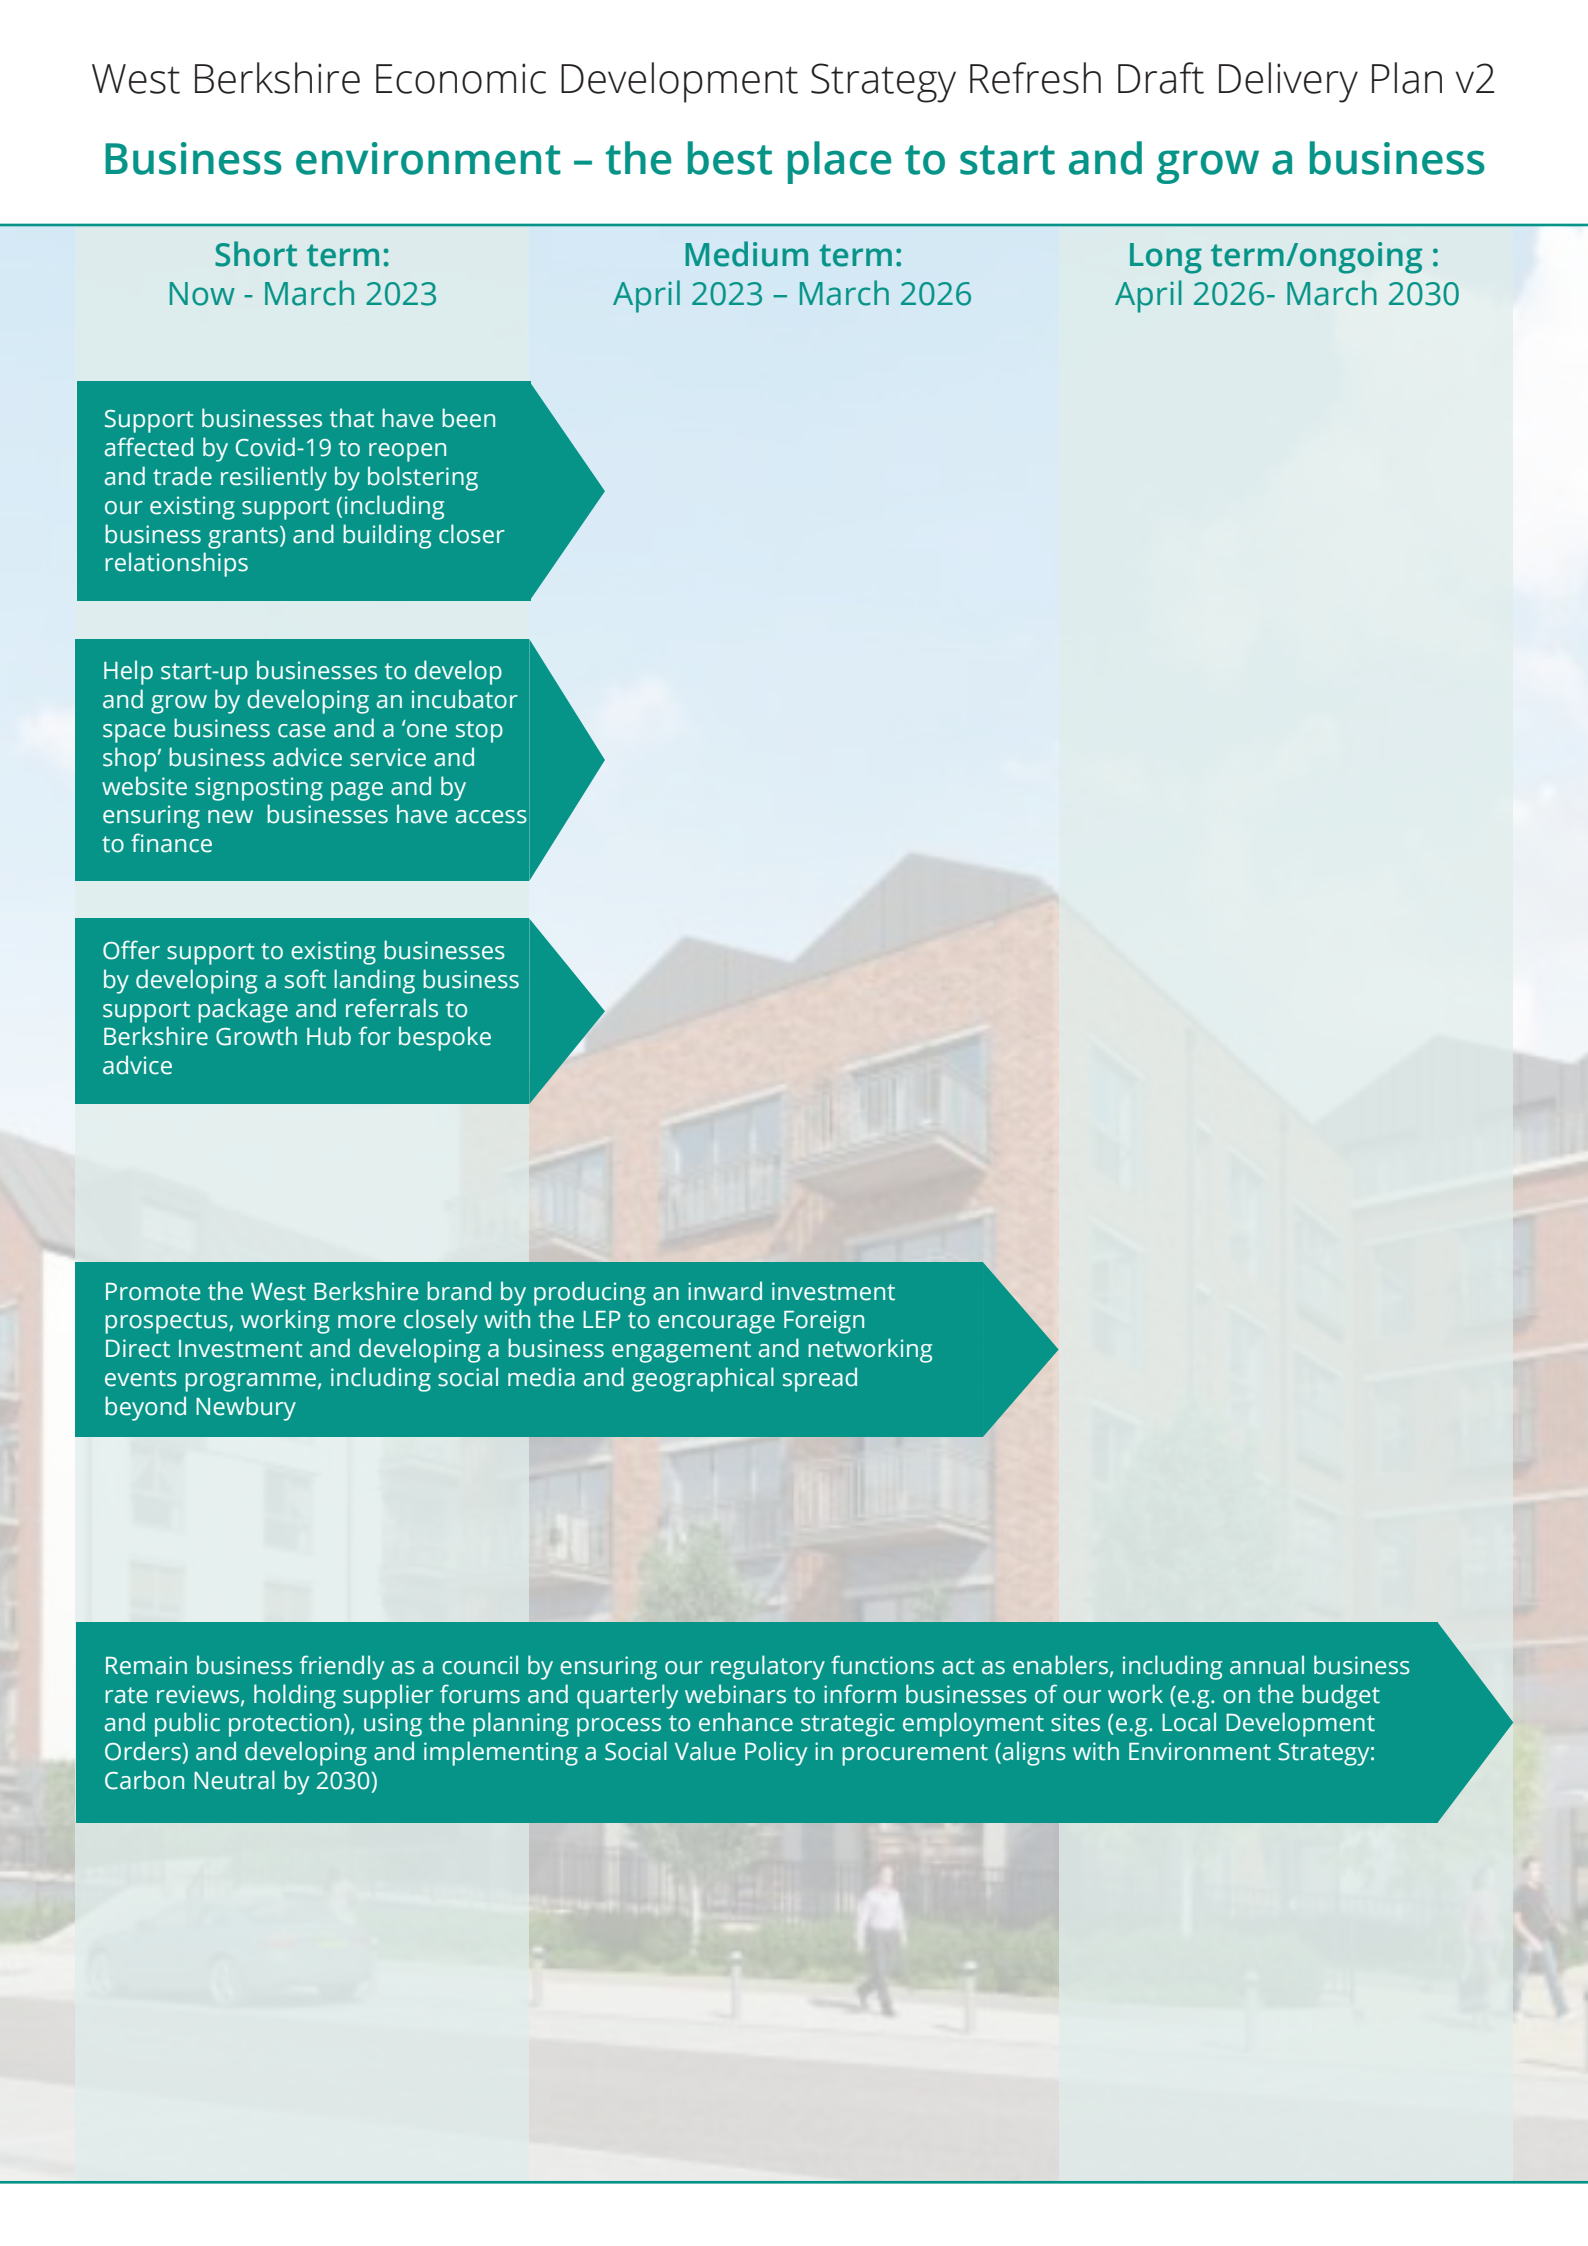 West Berkshire Economic Development Strategy Refresh Draft Delivery Plan v2
Business environment – the best place to start and grow a business
Short term:
Now - March 2023
Medium term:
April 2023 – March 2026
Long term/ongoing :
April 2026- March 2030
Support businesses that have been
affected by Covid-19 to reopen
and trade resiliently by bolstering
our existing support (including
business grants) and building closer
relationships
Help start-up businesses to develop
and grow by developing an incubator
space business case and a ‘one stop
shop’ business advice service and
website signposting page and by
ensuring new  businesses have access
to finance
Offer support to existing businesses
by developing a soft landing business
support package and referrals to
Berkshire Growth Hub for bespoke
advice
Promote the West Berkshire brand by producing an inward investment
prospectus, working more closely with the LEP to encourage Foreign
Direct Investment and developing a business engagement and networking
events programme, including social media and geographical spread
beyond Newbury
Remain business friendly as a council by ensuring our regulatory functions act as enablers, including annual business
rate reviews, holding supplier forums and quarterly webinars to inform businesses of our work (e.g. on the budget
and public protection), using the planning process to enhance strategic employment sites (e.g. Local Development
Orders) and developing and implementing a Social Value Policy in procurement (aligns with Environment Strategy:
Carbon Neutral by 2030)